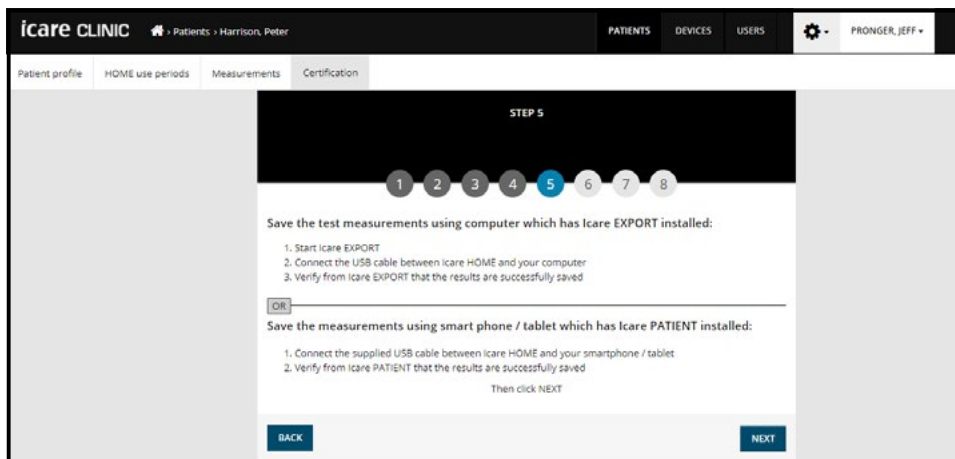 icare CLINIC › Patients › Harrison, Peter PATIENTS DEVICES USERS PRONGER, JEFF
Patient profile HOME use periods Measurements Certification
STEP 5
1 2 3 4 5 6 7 8
Save the test measurements using computer which has Icare EXPORT installed:
1. Start Icare EXPORT
2. Connect the USB cable between Icare HOME and your computer
3. Verify from Icare EXPORT that the results are successfully saved
OR
Save the measurements using smart phone / tablet which has Icare PATIENT installed:
1. Connect the supplied USB cable between Icare HOME and your smartphone / tablet
2. Verify from Icare PATIENT that the results are successfully saved
Then click NEXT
BACK NEXT